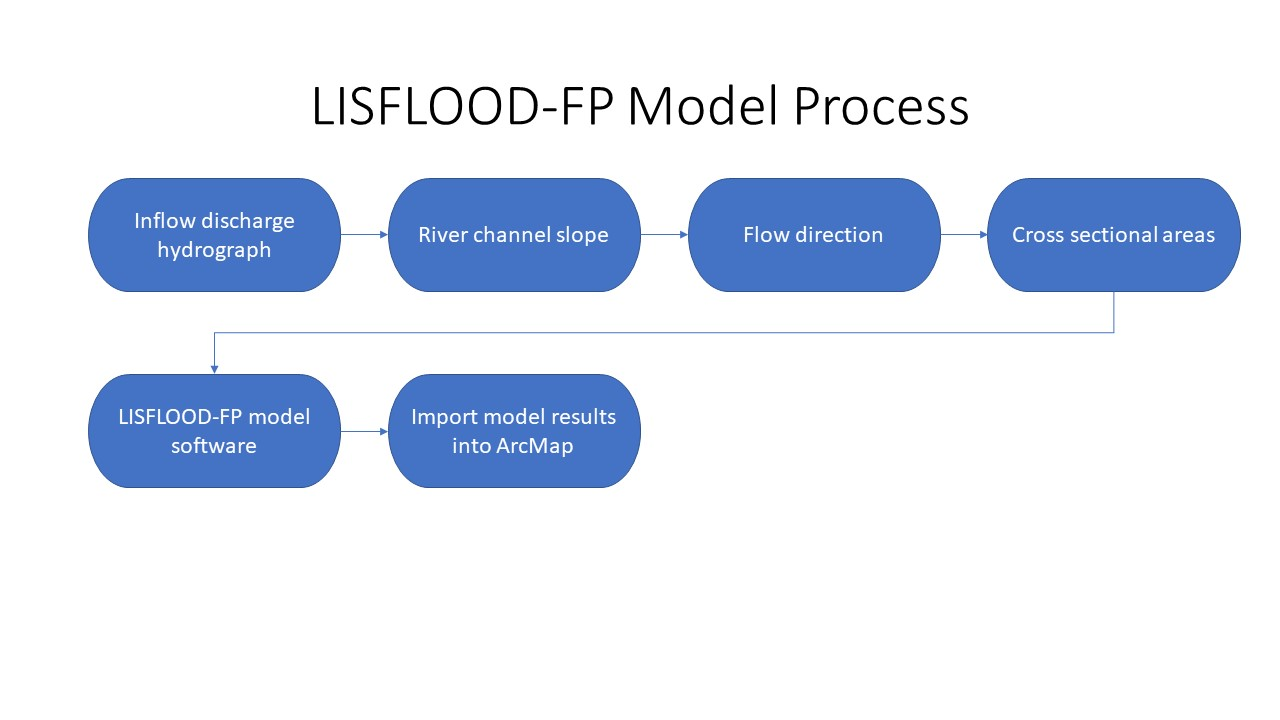 LISFLOOD-FP Model Process
Inflow discharge
hydrograph
River channel slope
Flow direction
Cross sectional areas
LISFLOOD-FP model
software
Import model results
into ArcMap